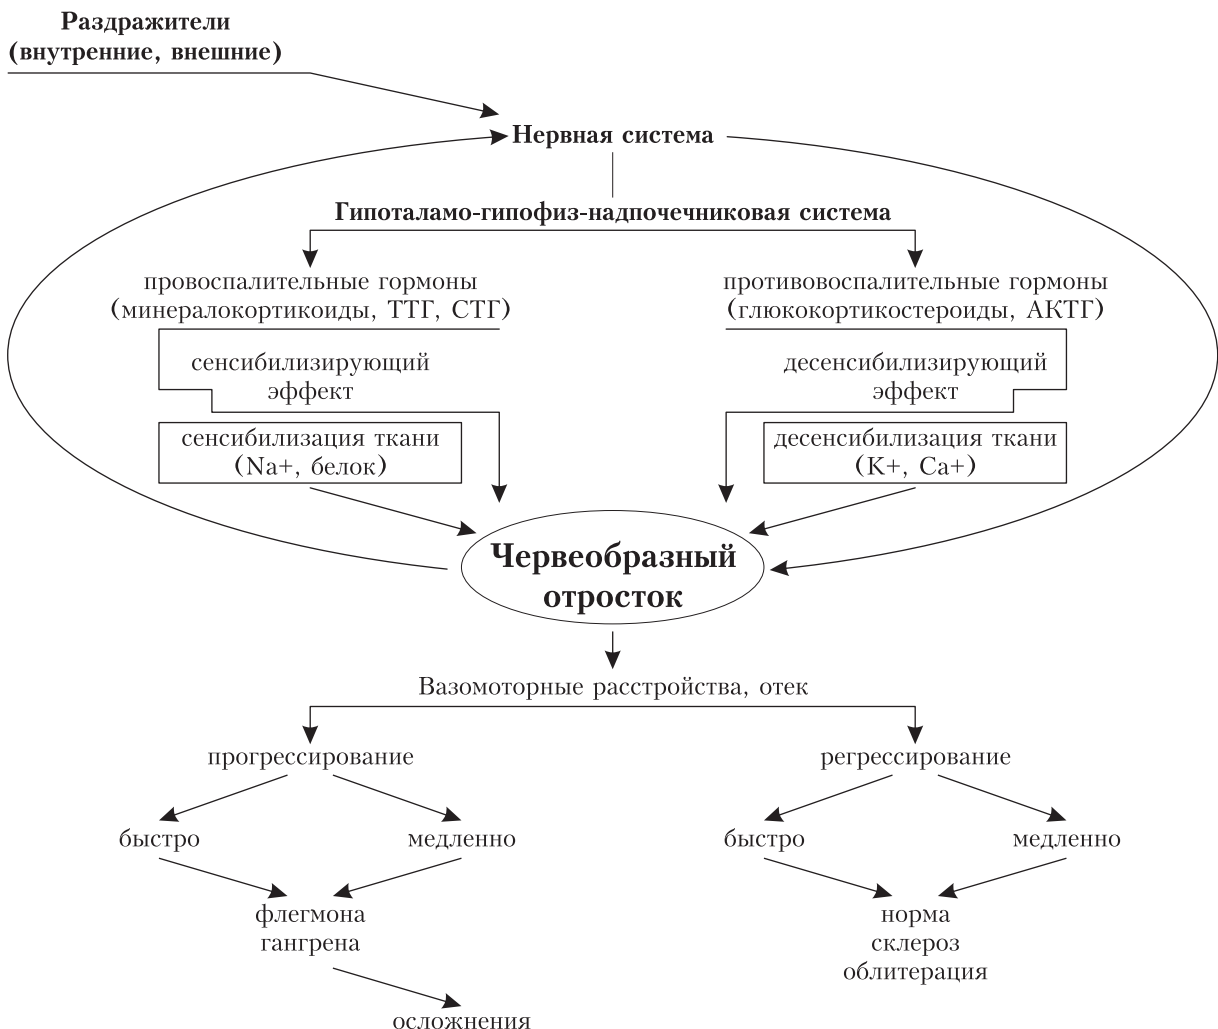 Раздражители
(внутренние, внешние)
Нервная система
Гипоталамо-гипофиз-надпочечниковая система
провоспалительные гормоны
(минералокортикоиды, ТТГ, СТГ)
противовоспалительные гормоны
(глюкокортикостероиды, АКТГ)
сенсибилизирующий
эффект
десенсибилизирующий
эффект
сенсибилизация ткани
(Na+, белок)
десенсибилизация ткани
(K+, Ca+)
Червеобразный
отросток
Вазомоторные расстройства, отек
прогрессирование
регрессирование
быстро
медленно
быстро
медленно
флегмона
гангрена
норма
склероз
облитерация
осложнения